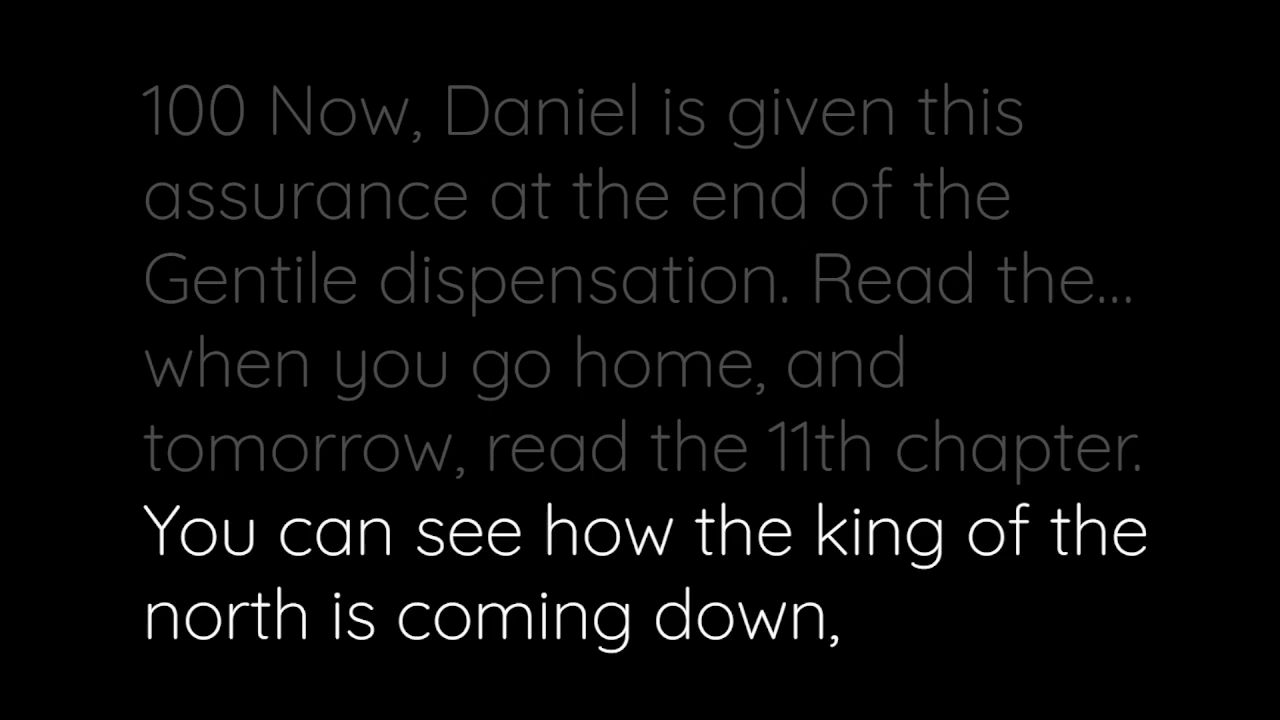 100 Now, Daniel is given this
assurance at the end of the
Gentile dispensation. Read the...
when you go home, and
tomorrow, read the 11th chapter.
You can see how the king of the
north is coming down,